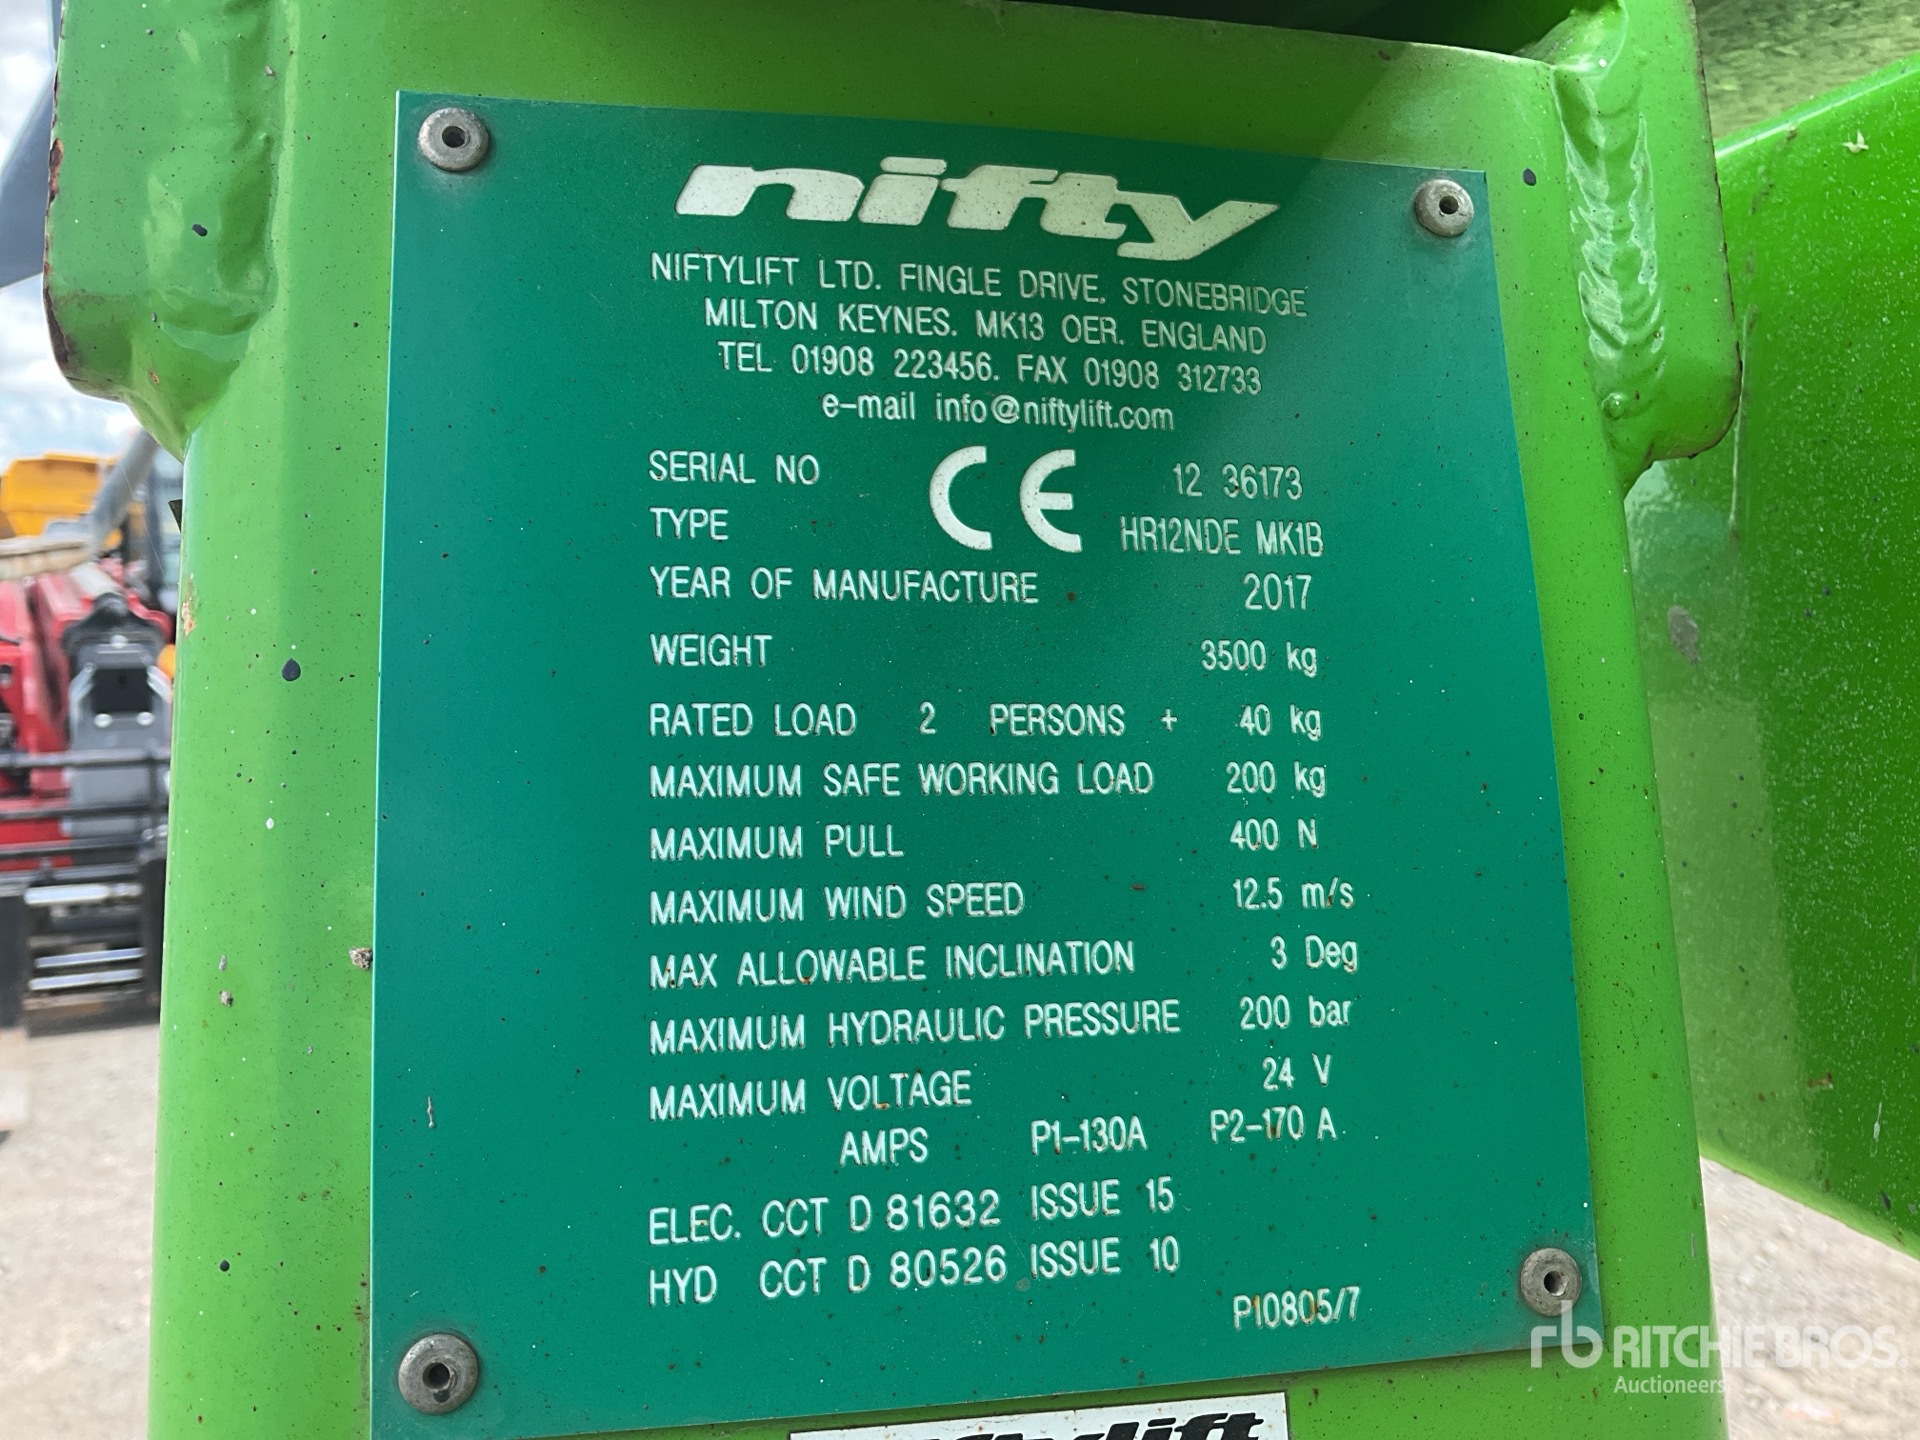 nifty
NIFTYLIFT LTD. FINGLE DRIVE, STONEBRIDGE
MILTON KEYNES. MK13 OER. ENGLAND
TEL 01908 223456. FAX 01908 312733
e-mail info@niftylift.com
SERIAL NO 12 36173
CE
TYPE HR12NDE MK1B
YEAR OF MANUFACTURE 2017
WEIGHT 3500 kg
RATED LOAD 2 PERSONS + 40 kg
MAXIMUM SAFE WORKING LOAD 200 kg
MAXIMUM PULL 400 N
MAXIMUM WIND SPEED 12.5 m/s
MAX ALLOWABLE INCLINATION 3 Deg
MAXIMUM HYDRAULIC PRESSURE 200 bar
MAXIMUM VOLTAGE 24 V
AMPS P1-130A P2-170 A
ELEC. CCT D 81632 ISSUE 15
HYD CCT D 80526 ISSUE 10
P10805/7
rb RITCHIE BROS.
Auctioneers